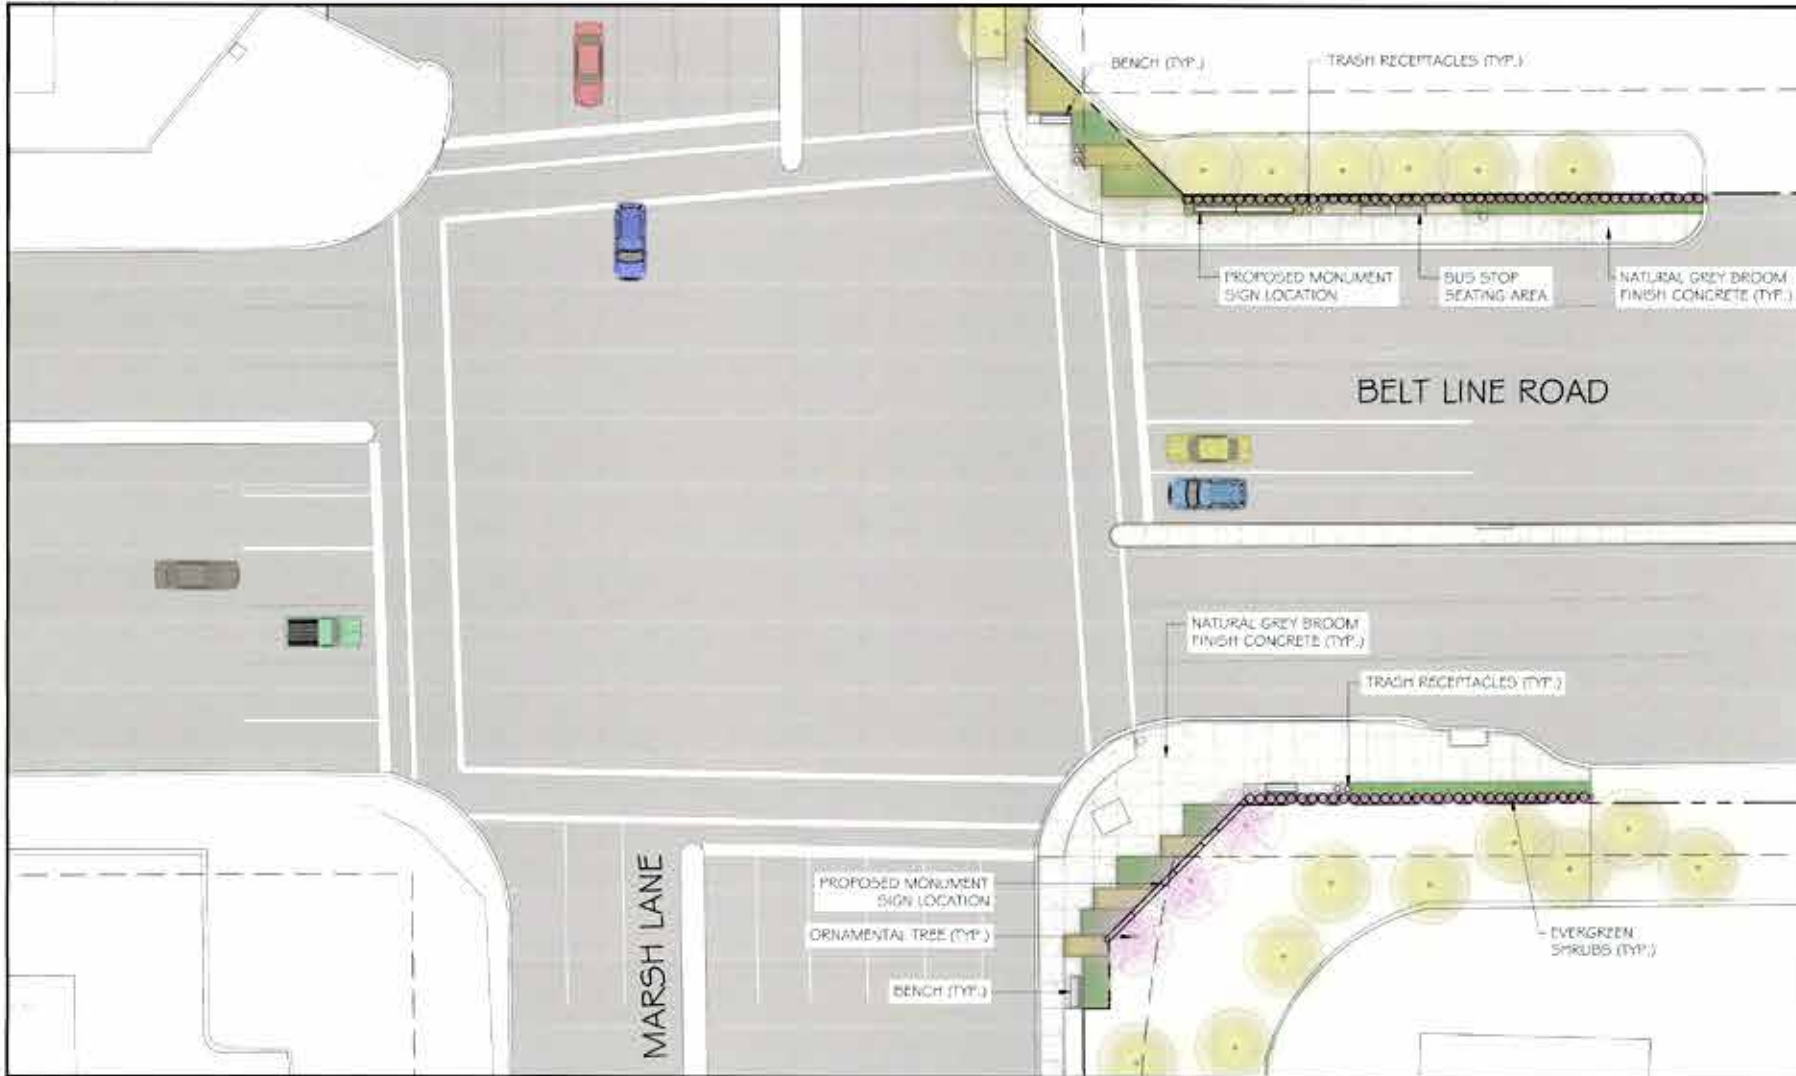 BENCH (TYP.)
TRASH RECEPTACLES (TYP.)
PROPOSED MONUMENT
SIGN LOCATION
BUS STOP
SEATING AREA
NATURAL GREY BROOM
FINISH CONCRETE (TYP.)
BELT LINE ROAD
NATURAL GREY BROOM
FINISH CONCRETE (TYP.)
TRASH RECEPTACLES (TYP.)
MARSH LANE
PROPOSED MONUMENT
SIGN LOCATION
ORNAMENTAL TREE (TYP.)
BENCH (TYP.)
EVERGREEN
SHRUBS (TYP.)